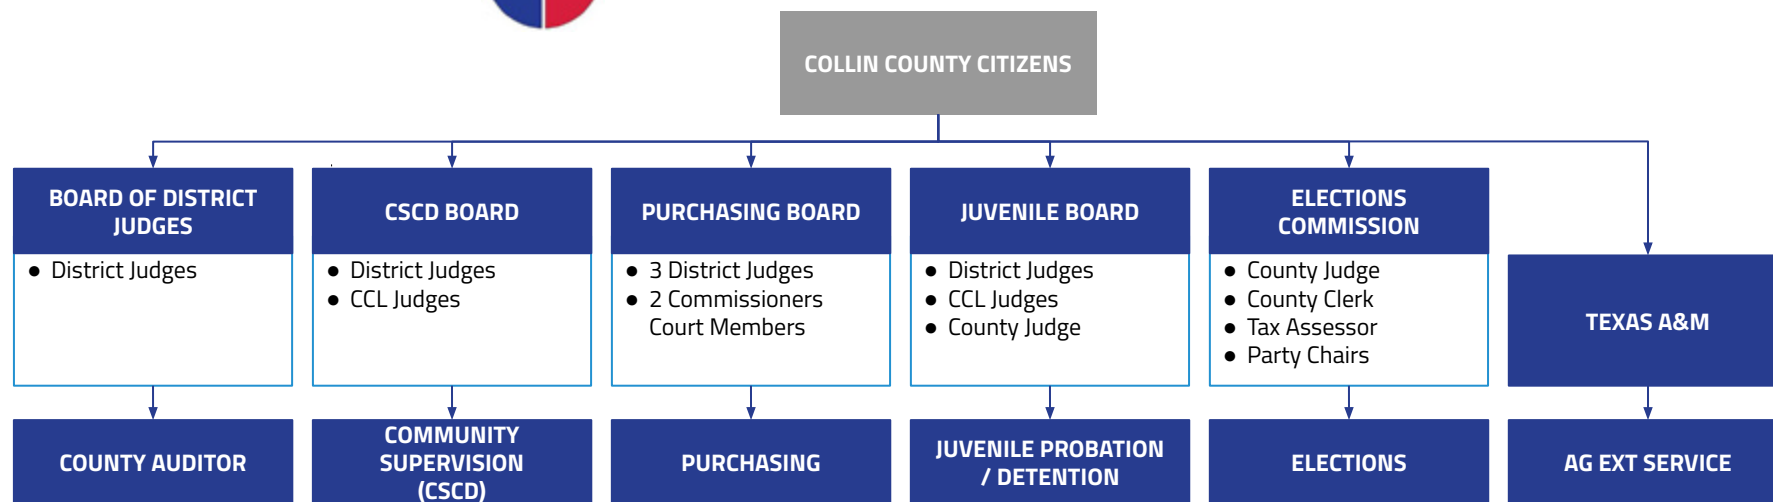 COLLIN COUNTY CITIZENS
BOARD OF DISTRICT
JUDGES
● District Judges
CSCD BOARD
● District Judges
● CCL Judges
PURCHASING BOARD
● 3 District Judges
● 2 Commissioners
Court Members
JUVENILE BOARD
● District Judges
● CCL Judges
● County Judge
ELECTIONS
COMMISSION
● County Judge
● County Clerk
● Tax Assessor
● Party Chairs
TEXAS A&M
COUNTY AUDITOR
COMMUNITY
SUPERVISION
(CSCD)
PURCHASING
JUVENILE PROBATION
/ DETENTION
ELECTIONS
AG EXT SERVICE